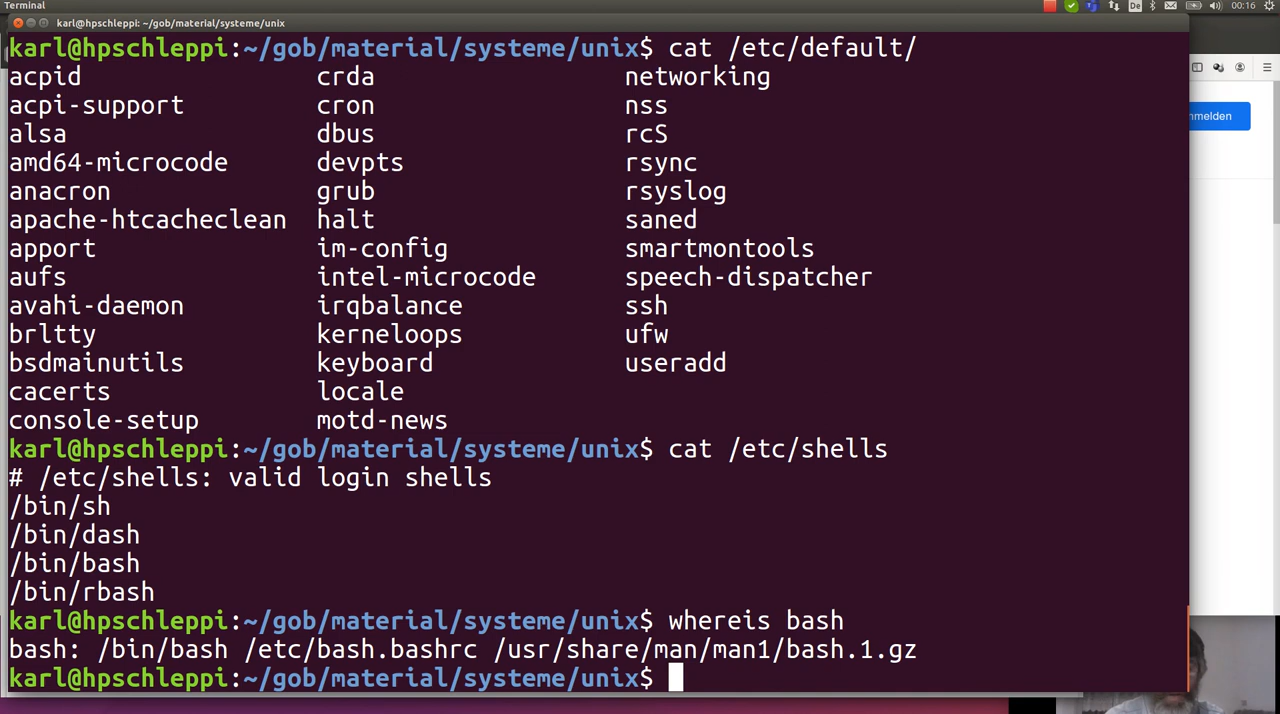 Terminal
De
00:16
karl@hpschleppi: ~/gob/material/systeme/unix
karl@hpschleppi:~/gob/material/systeme/unix$ cat /etc/default/
acpid crda networking
acpi-support cron nss
alsa dbus rcS
amd64-microcode devpts rsync
anacron grub rsyslog
apache-htcacheclean halt saned
apport im-config smartmontools
aufs intel-microcode speech-dispatcher
avahi-daemon irqbalance ssh
brltty kerneloops ufw
bsdmainutils keyboard useradd
cacerts locale
console-setup motd-news
karl@hpschleppi:~/gob/material/systeme/unix$ cat /etc/shells
# /etc/shells: valid login shells
/bin/sh
/bin/dash
/bin/bash
/bin/rbash
karl@hpschleppi:~/gob/material/systeme/unix$ whereis bash
bash: /bin/bash /etc/bash.bashrc /usr/share/man/man1/bash.1.gz
karl@hpschleppi:~/gob/material/systeme/unix$
nmelden